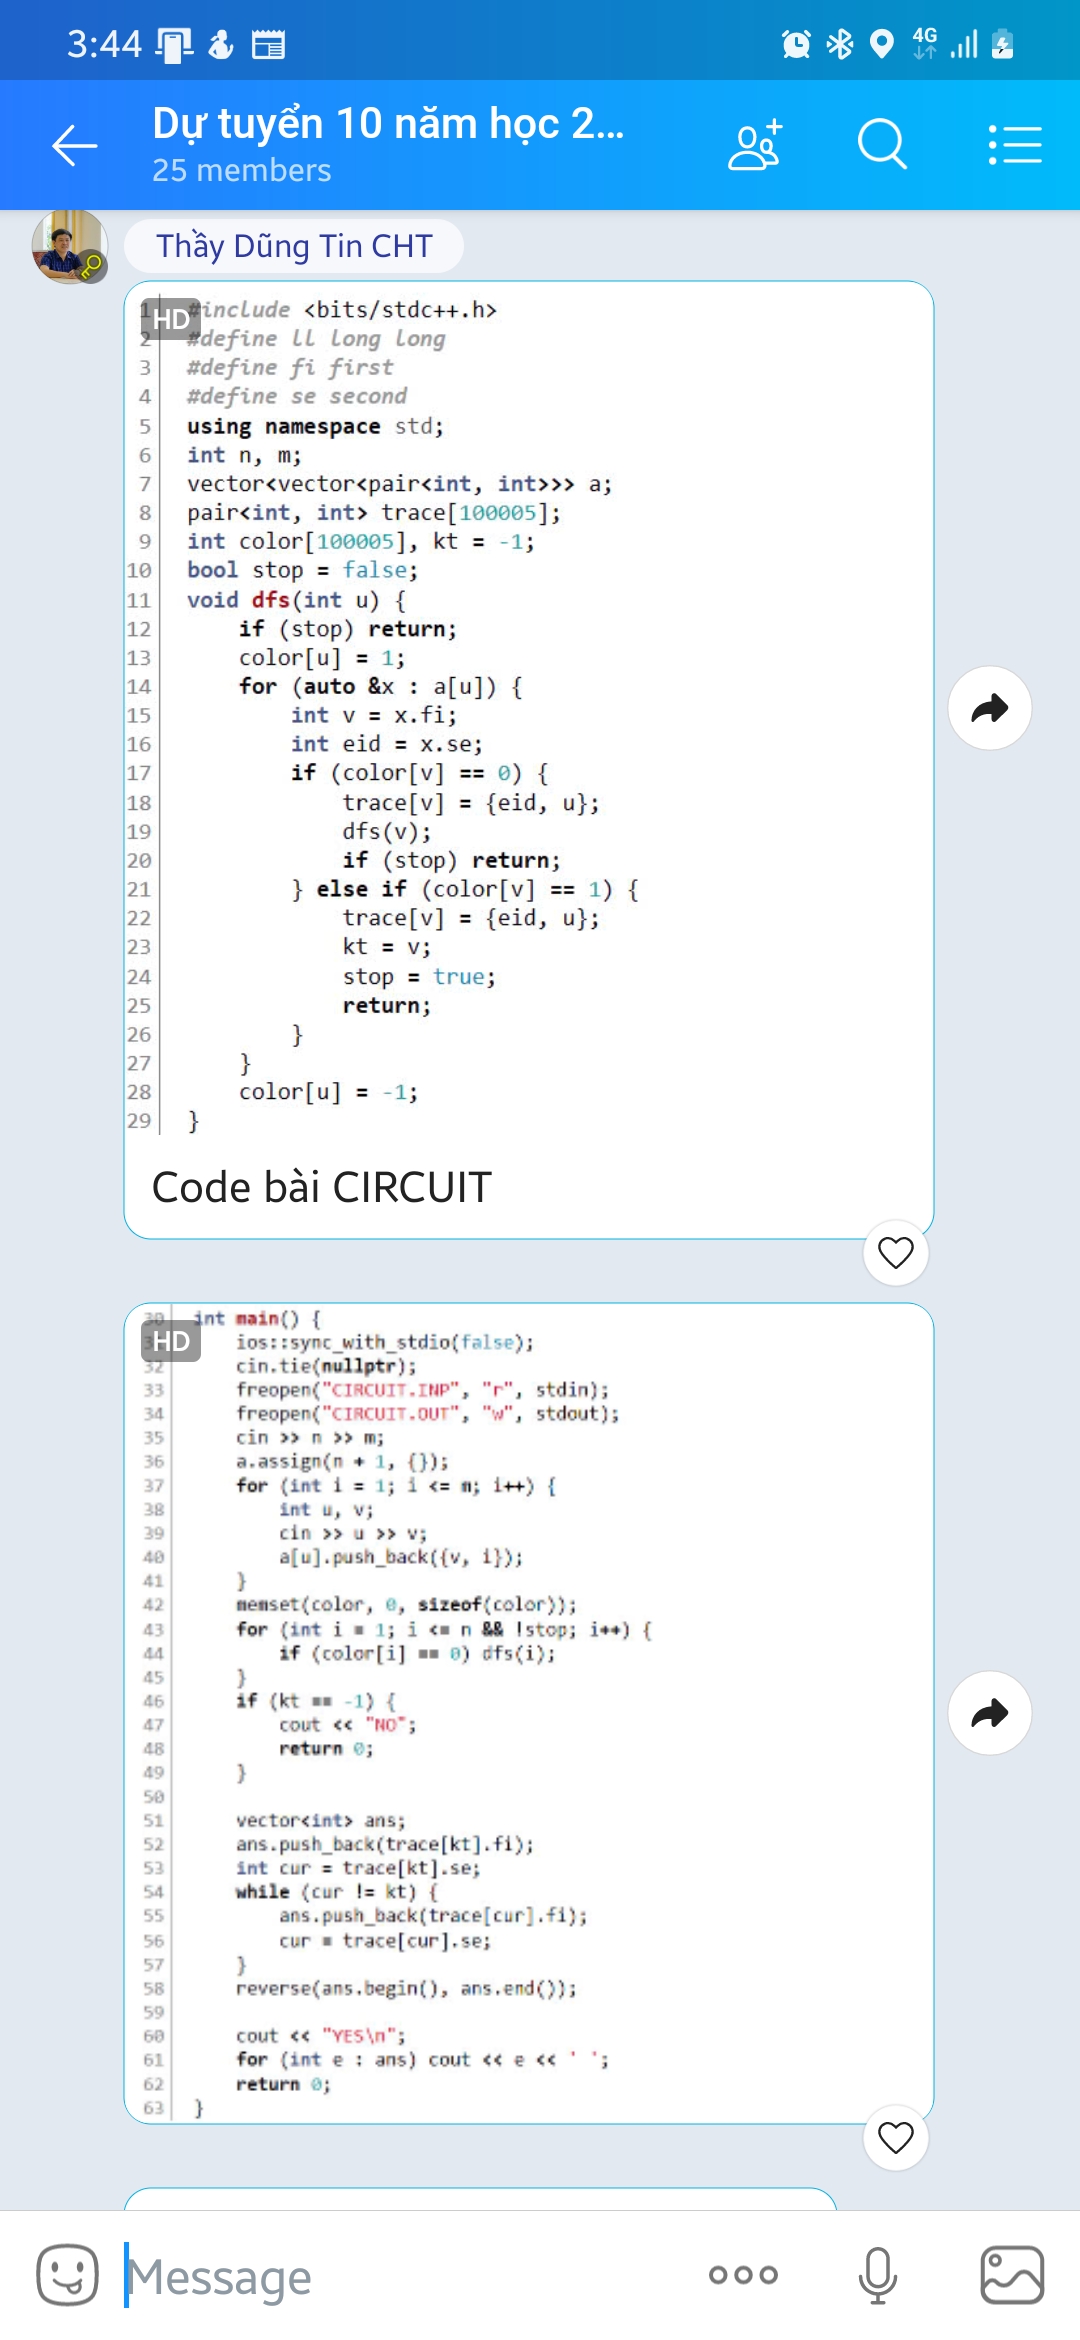 3:44
4G
Dự tuyển 10 năm học 2...
25 members
Thầy Dũng Tin CHT
HD
1 #include <bits/stdc++.h>
2 #define ll long long
3 #define fi first
4 #define se second
5 using namespace std;
6 int n, m;
7 vector<vector<pair<int, int>>> a;
8 pair<int, int> trace[100005];
9 int color[100005], kt = -1;
10 bool stop = false;
11 void dfs(int u) {
12     if (stop) return;
13     color[u] = 1;
14     for (auto &x : a[u]) {
15         int v = x.fi;
16         int eid = x.se;
17         if (color[v] == 0) {
18             trace[v] = {eid, u};
19             dfs(v);
20             if (stop) return;
21         } else if (color[v] == 1) {
22             trace[v] = {eid, u};
23             kt = v;
24             stop = true;
25             return;
26         }
27     }
28     color[u] = -1;
29 }
Code bài CIRCUIT
HD
30 int main() {
31     ios::sync_with_stdio(false);
32     cin.tie(nullptr);
33     freopen("CIRCUIT.INP", "r", stdin);
34     freopen("CIRCUIT.OUT", "w", stdout);
35     cin >> n >> m;
36     a.assign(n + 1, {});
37     for (int i = 1; i <= m; i++) {
38         int u, v;
39         cin >> u >> v;
40         a[u].push_back({v, i});
41     }
42     memset(color, 0, sizeof(color));
43     for (int i = 1; i <= n && !stop; i++) {
44         if (color[i] == 0) dfs(i);
45     }
46     if (kt == -1) {
47         cout << "NO";
48         return 0;
49     }
50
51     vector<int> ans;
52     ans.push_back(trace[kt].fi);
53     int cur = trace[kt].se;
54     while (cur != kt) {
55         ans.push_back(trace[cur].fi);
56         cur = trace[cur].se;
57     }
58     reverse(ans.begin(), ans.end());
59
60     cout << "YES\n";
61     for (int e : ans) cout << e << ' ';
62     return 0;
63 }
Message